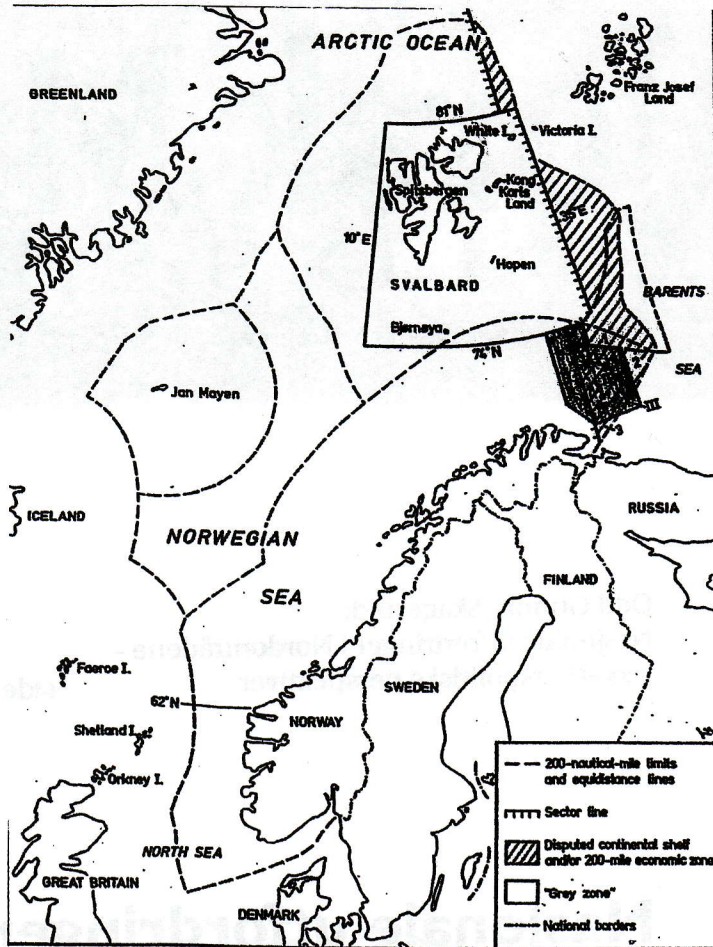 ARCTIC OCEAN
GREENLAND
Franz Josef
Land
81°N
White I.
Victoria I.
Kong
Karls
Land
Spitsbergen
35°E
10°E
Hopen
SVALBARD
BARENTS
Bjørnøya
74°N
SEA
Jan Mayen
III
ICELAND
RUSSIA
NORWEGIAN
SEA
FINLAND
Faeroe I.
SWEDEN
62°N
NORWAY
Shetland I.
Orkney I.
NORTH SEA
GREAT BRITAIN
DENMARK
200-nautical-mile limits
and equidistance lines
Sector line
Disputed continental shelf
and/or 200-mile economic zone
"Grey zone"
National borders